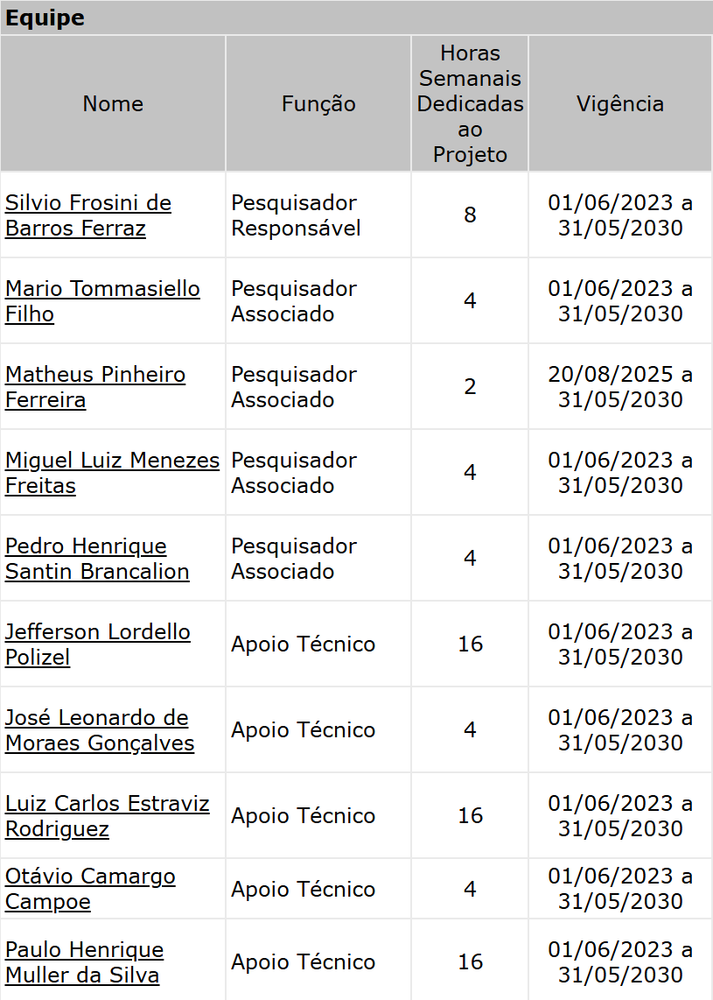 Equipe
Nome
Função
Horas
Semanais
Dedicadas
ao
Projeto
Vigência
Silvio Frosini de
Barros Ferraz
Pesquisador
Responsável
8
01/06/2023 a
31/05/2030
Mario Tommasiello
Filho
Pesquisador
Associado
4
01/06/2023 a
31/05/2030
Matheus Pinheiro
Ferreira
Pesquisador
Associado
2
20/08/2025 a
31/05/2030
Miguel Luiz Menezes
Freitas
Pesquisador
Associado
4
01/06/2023 a
31/05/2030
Pedro Henrique
Santin Brancalion
Pesquisador
Associado
4
01/06/2023 a
31/05/2030
Jefferson Lordello
Polizel
Apoio Técnico
16
01/06/2023 a
31/05/2030
José Leonardo de
Moraes Gonçalves
Apoio Técnico
4
01/06/2023 a
31/05/2030
Luiz Carlos Estraviz
Rodriguez
Apoio Técnico
16
01/06/2023 a
31/05/2030
Otávio Camargo
Campoe
Apoio Técnico
4
01/06/2023 a
31/05/2030
Paulo Henrique
Muller da Silva
Apoio Técnico
16
01/06/2023 a
31/05/2030